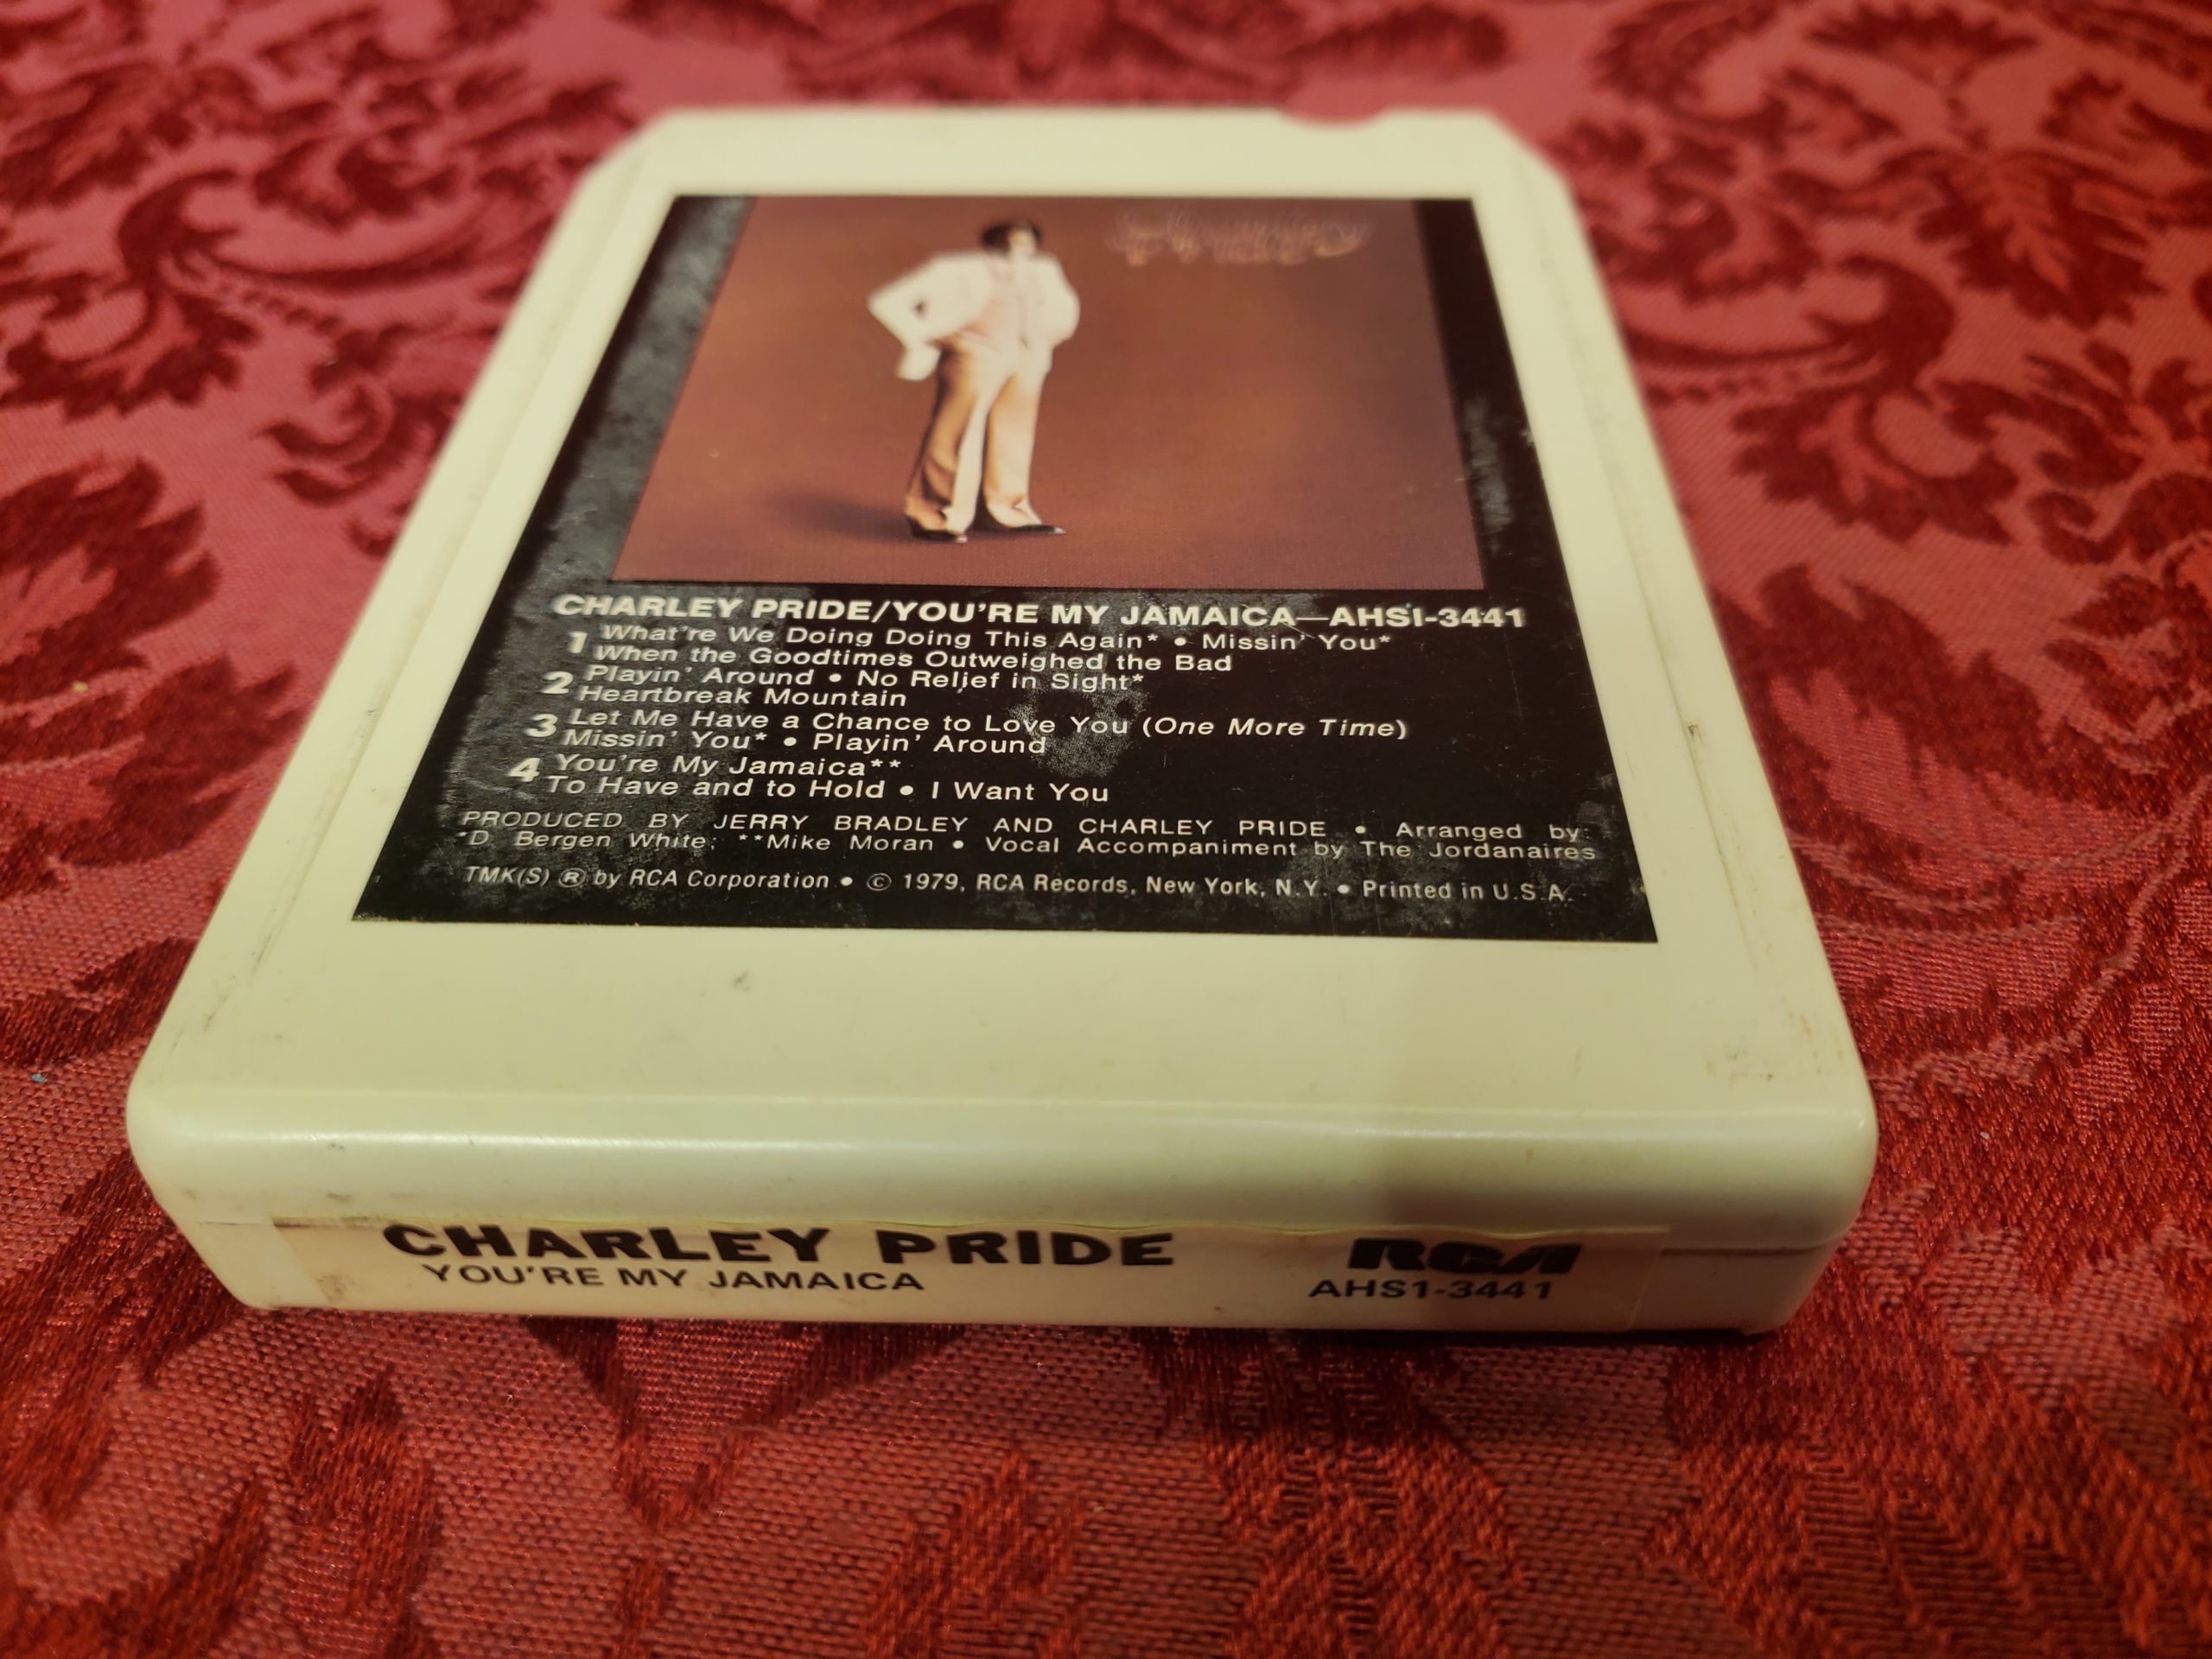 Charley
Pride
CHARLEY PRIDE/YOU'RE MY JAMAICA—AHSI-3441
1 What're We Doing Doing This Again* • Missin' You*
When the Goodtimes Outweighed the Bad
2 Playin' Around • No Relief in Sight*
Heartbreak Mountain
3 Let Me Have a Chance to Love You (One More Time)
Missin' You* • Playin' Around
4 You're My Jamaica**
To Have and to Hold • I Want You
PRODUCED BY JERRY BRADLEY AND CHARLEY PRIDE • Arranged by:
*D. Bergen White; **Mike Moran • Vocal Accompaniment by The Jordanaires
TMK(S) ® by RCA Corporation • © 1979, RCA Records, New York, N.Y. • Printed in U.S.A.
CHARLEY PRIDE
YOU'RE MY JAMAICA
RCA
AHS1-3441